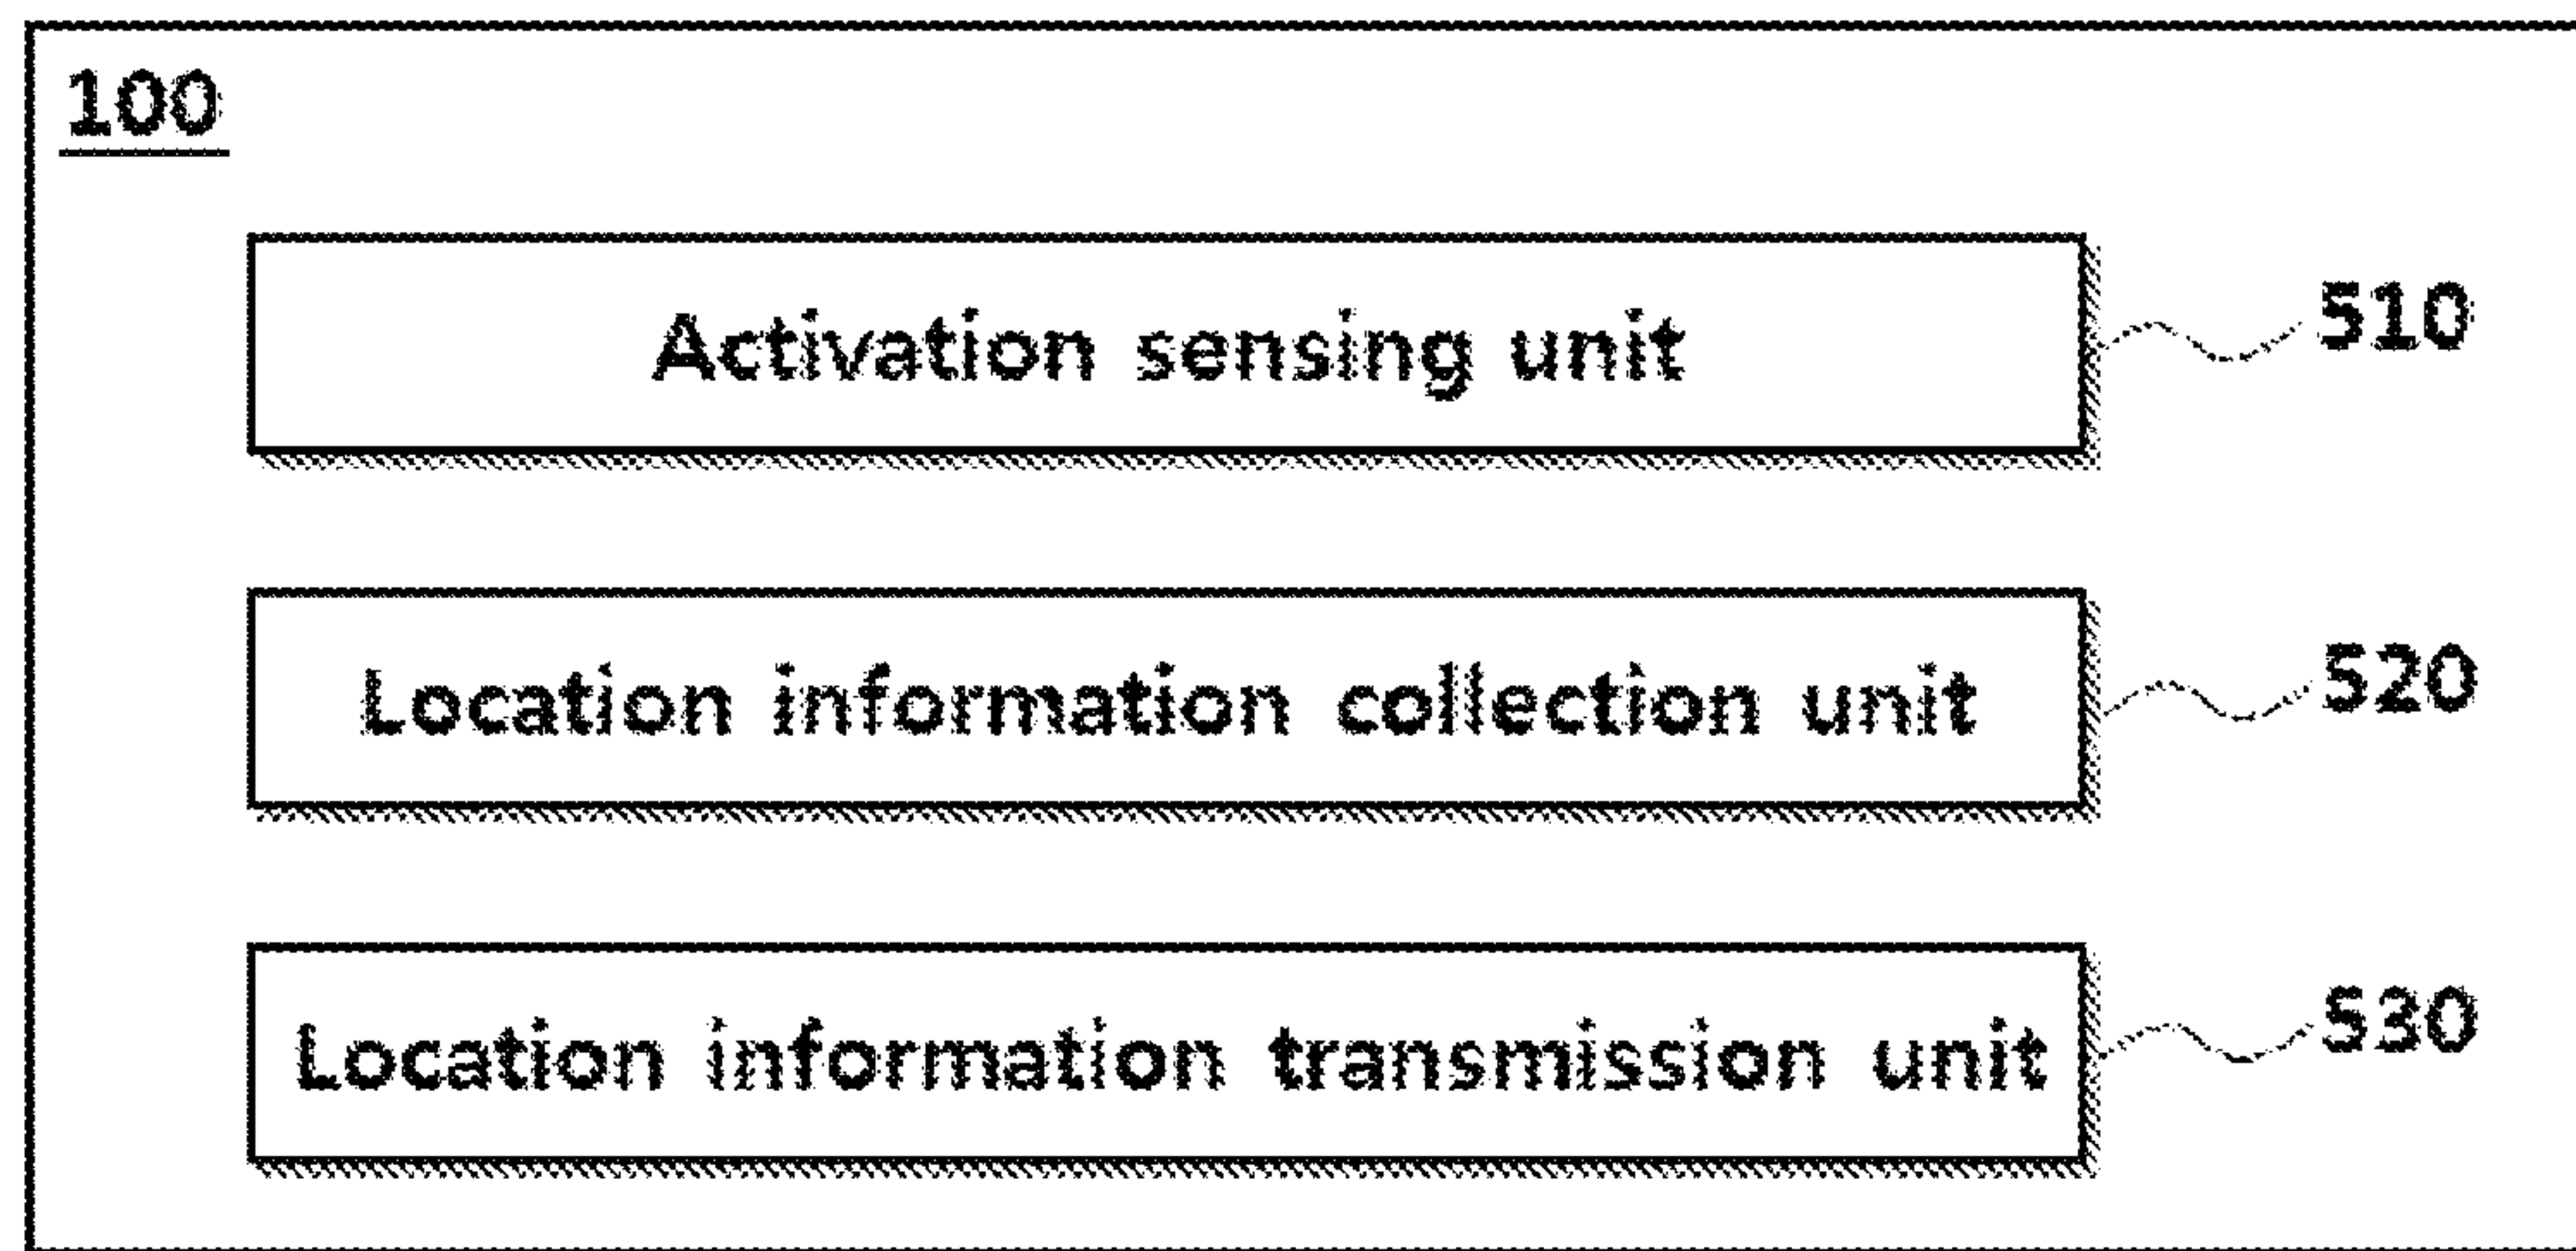 100
Activation sensing unit 510
Location information collection unit 520
Location information transmission unit 530